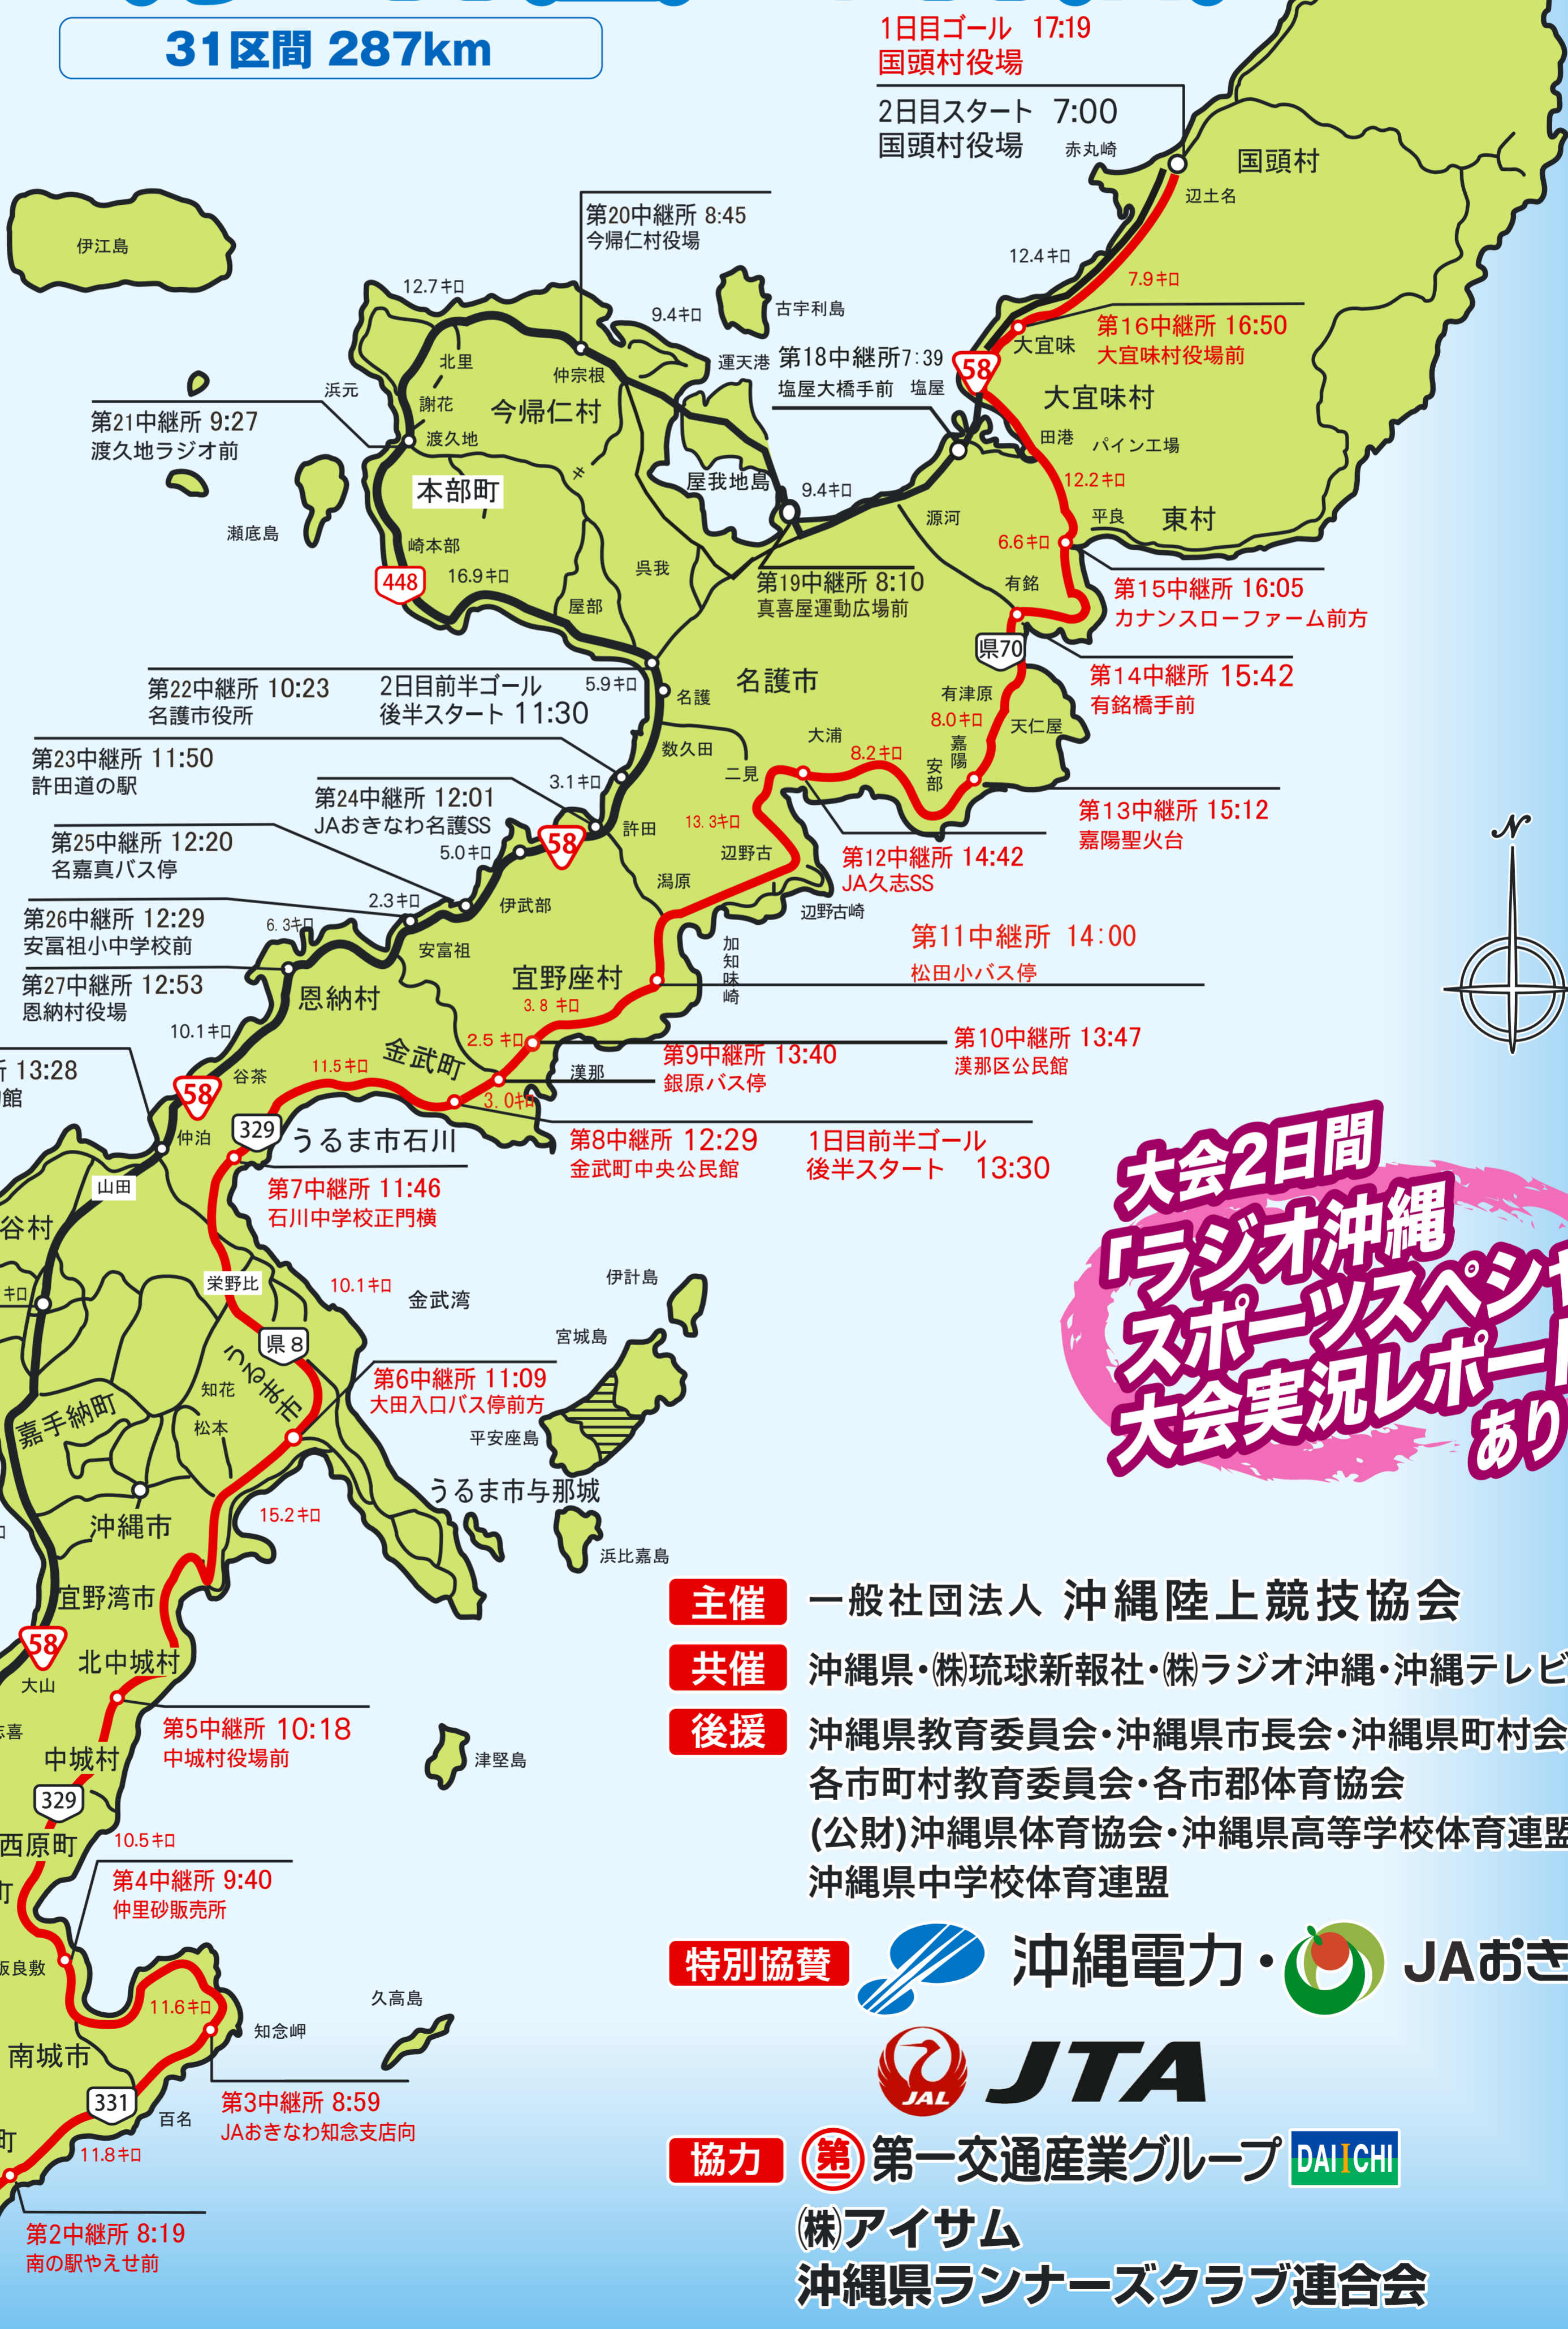 31区間 287km
1日目ゴール 17:19
国頭村役場
2日目スタート 7:00
国頭村役場
赤丸崎
国頭村
辺土名
伊江島
第20中継所 8:45
今帰仁村役場
12.4キロ
7.9キロ
12.7キロ
9.4キロ
古宇利島
第16中継所 16:50
大宜味村役場前
大宜味
運天港
第18中継所7:39
塩屋大橋手前
塩屋
58
北里
仲宗根
浜元
謝花
今帰仁村
大宜味村
第21中継所 9:27
渡久地ラジオ前
渡久地
田港
パイン工場
本部町
屋我地島
9.4キロ
12.2キロ
瀬底島
源河
平良
東村
崎本部
6.6キロ
448
16.9キロ
呉我
第19中継所 8:10
真喜屋運動広場前
有銘
第15中継所 16:05
カナンスローファーム前方
屋部
県70
第14中継所 15:42
有銘橋手前
第22中継所 10:23
名護市役所
2日目前半ゴール
後半スタート 11:30
5.9キロ
名護
名護市
有津原
8.0キロ
天仁屋
第23中継所 11:50
許田道の駅
数久田
大浦
8.2キロ
嘉陽
安部
二見
3.1キロ
第24中継所 12:01
JAおきなわ名護SS
第13中継所 15:12
嘉陽聖火台
第25中継所 12:20
名嘉真バス停
5.0キロ
58
許田
13.3キロ
辺野古
第12中継所 14:42
JA久志SS
潟原
辺野古崎
N
第26中継所 12:29
安冨祖小中学校前
2.3キロ
伊武部
6.3キロ
安富祖
加知味崎
第11中継所 14:00
松田小バス停
第27中継所 12:53
恩納村役場
恩納村
宜野座村
3.8 キロ
10.1キロ
金武町
2.5 キロ
第10中継所 13:47
漢那区公民館
第9中継所 13:40
銀原バス停
漢那
所 13:28
館
谷茶
11.5キロ
58
3.0キロ
329
仲泊
うるま市石川
第8中継所 12:29
金武町中央公民館
1日目前半ゴール
後半スタート 13:30
山田
第7中継所 11:46
石川中学校正門横
大会2日間
「ラジオ沖縄
スポーツスペシャ
大会実況レポート
あり
谷村
キロ
栄野比
10.1キロ
金武湾
伊計島
県8
宮城島
うるま市
知花
第6中継所 11:09
大田入口バス停前方
嘉手納町
松本
平安座島
うるま市与那城
沖縄市
15.2キロ
浜比嘉島
宜野湾市
主催 一般社団法人 沖縄陸上競技協会
58
北中城村
大山
共催 沖縄県・㈱琉球新報社・㈱ラジオ沖縄・沖縄テレビ
志喜
第5中継所 10:18
中城村役場前
後援 沖縄県教育委員会・沖縄県市長会・沖縄県町村会
各市町村教育委員会・各市郡体育協会
(公財)沖縄県体育協会・沖縄県高等学校体育連盟
沖縄県中学校体育連盟
中城村
津堅島
329
西原町
10.5キロ
第4中継所 9:40
仲里砂販売所
町
特別協賛 沖縄電力・ JAおき
板良敷
11.6キロ
久高島
知念岬
南城市
JAL JTA
331
百名
第3中継所 8:59
JAおきなわ知念支店向
町
11.8キロ
協力 第一 第一交通産業グループ DAIICHI
㈱アイサム
沖縄県ランナーズクラブ連合会
第2中継所 8:19
南の駅やえせ前